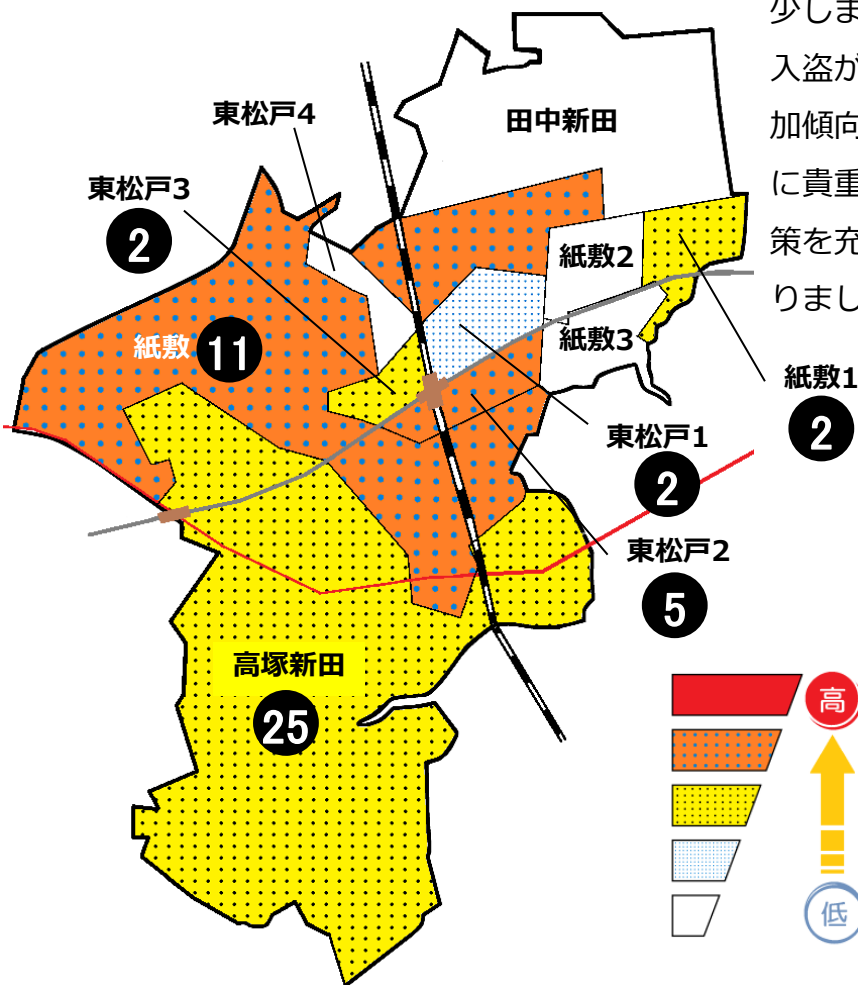 少しま
入盗が
加傾向
に貴重
策を充
りまし
田中新田
東松戸4
東松戸3
2
紙敷2
紙敷 11
紙敷3
紙敷1
2
東松戸1
2
東松戸2
5
高塚新田
25
高
低